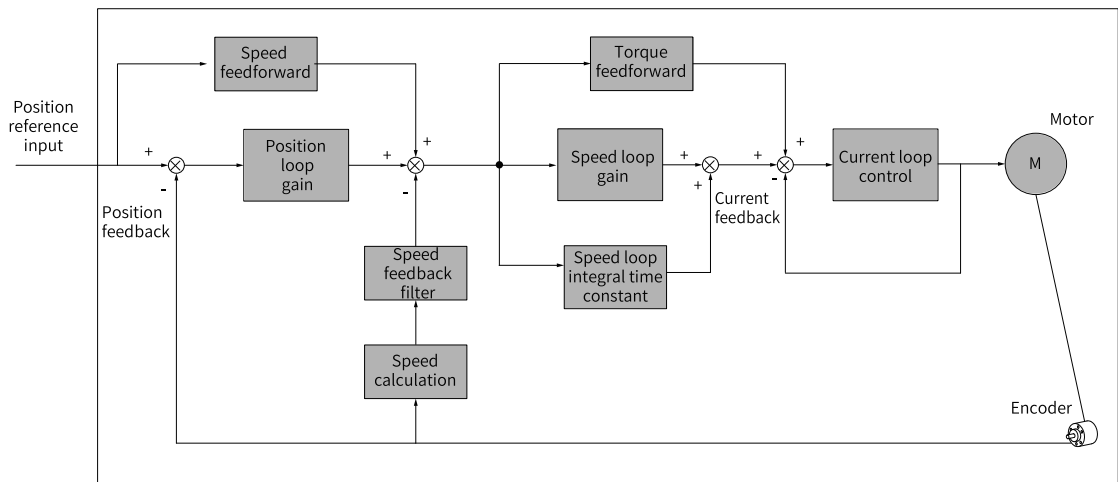 Speed
feedforward
Torque
feedforward
Position
reference
input
Motor
+
Position
loop
gain
+
+
Speed loop
gain
+
+
+
Current loop
control
M
-
-
+
-
Position
feedback
Current
feedback
Speed
feedback
filter
Speed loop
integral time
constant
Speed
calculation
Encoder